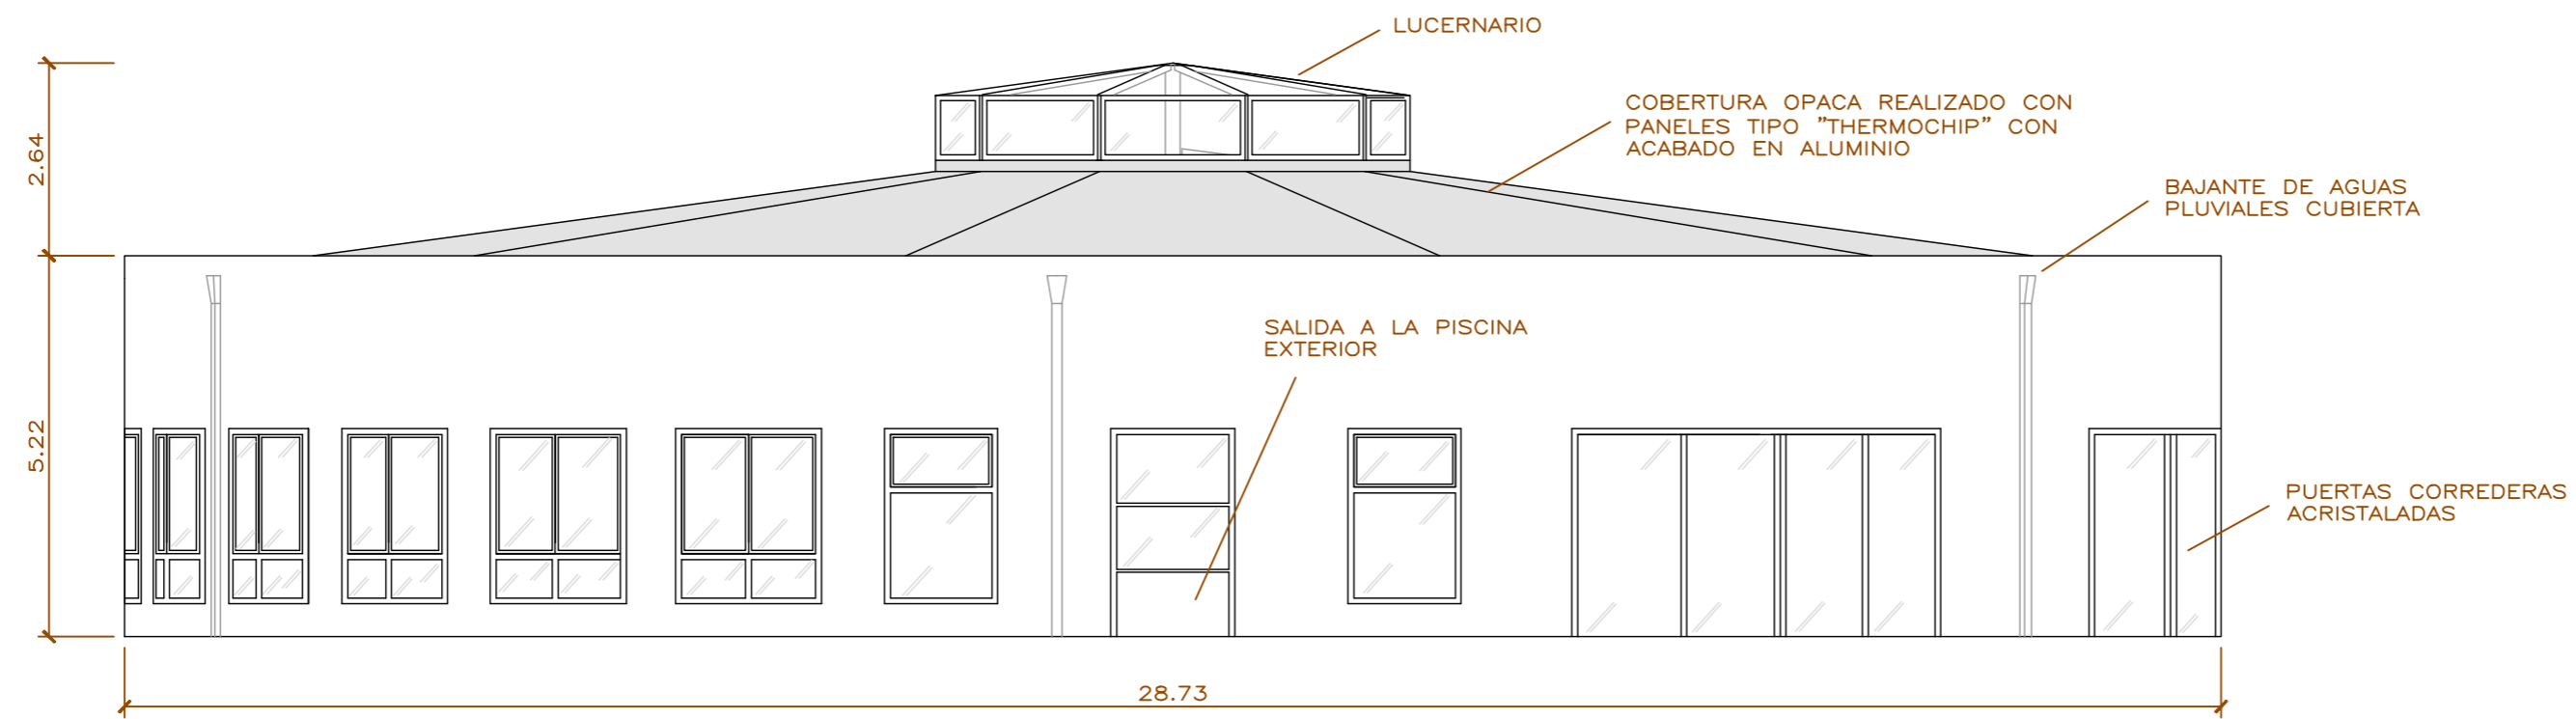 LUCERNARIO
COBERTURA OPACA REALIZADO CON
PANELES TIPO "THERMOCHIP" CON
ACABADO EN ALUMINIO
BAJANTE DE AGUAS
PLUVIALES CUBIERTA
2.64
SALIDA A LA PISCINA
EXTERIOR
5.22
PUERTAS CORREDERAS
ACRISTALADAS
28.73